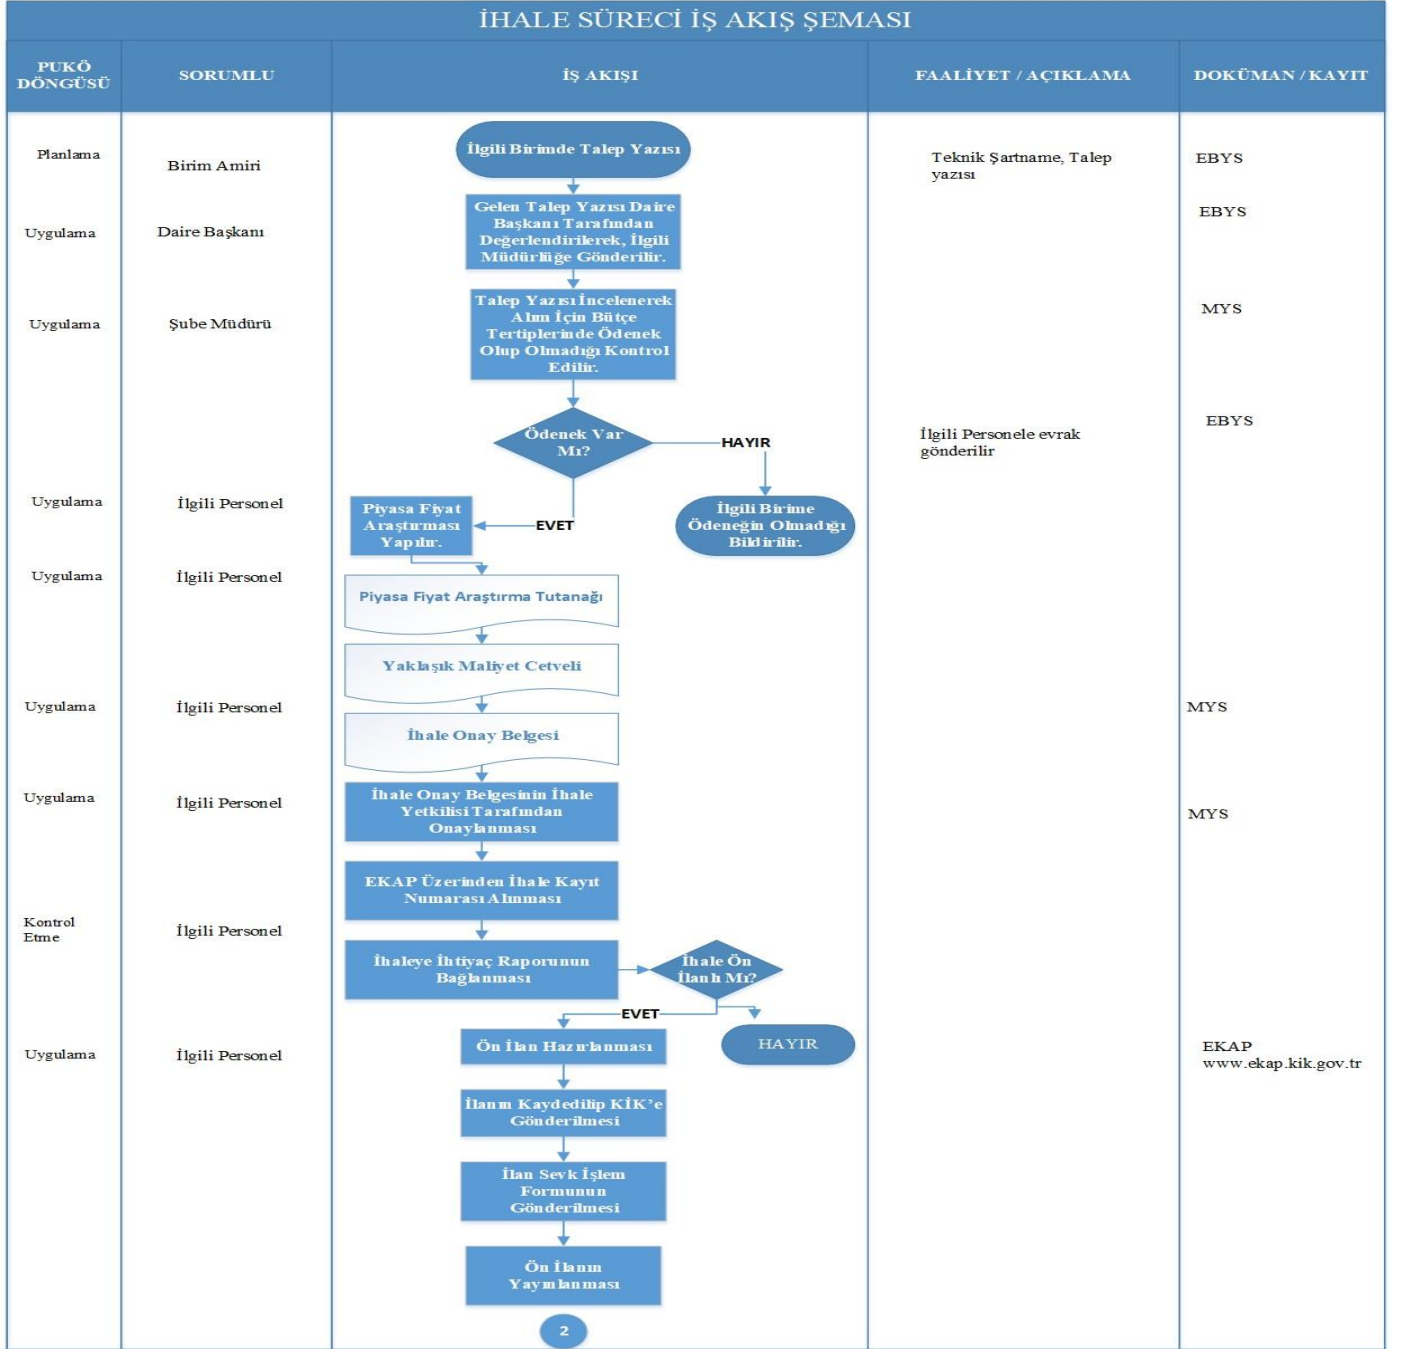 İHALE SÜRECİ İŞ AKIŞ ŞEMASI
PUKÖ
DÖNGÜSÜ
SORUMLU
İŞ AKIŞI
FAALİYET / AÇIKLAMA
DOKÜMAN / KAYIT
Planlama
Birim Amiri
İlgili Birimde Talep Yazısı
Teknik Şartname, Talep
yazısı
EBYS
Uygulama
Daire Başkanı
Gelen Talep Yazısı Daire
Başkanı Tarafından
Değerlendirilerek, İlgili
Müdürlüğe Gönderilir.
EBYS
Uygulama
Şube Müdürü
Talep Yazısı İncelenerek
Alım İçin Bütçe
Tertiplerinde Ödenek
Olup Olmadığı Kontrol
Edilir.
MYS
Ödenek Var
Mı?
HAYIR
İlgili Personele evrak
gönderilir
EBYS
Uygulama
İlgili Personel
Piyasa Fiyat
Araştırması
Yapılır.
EVET
İlgili Birime
Ödeneğin Olmadığı
Bildirilir.
Uygulama
İlgili Personel
Piyasa Fiyat Araştırma Tutanağı
Yaklaşık Maliyet Cetveli
Uygulama
İlgili Personel
İhale Onay Belgesi
MYS
Uygulama
İlgili Personel
İhale Onay Belgesinin İhale
Yetkilisi Tarafından
Onaylanması
MYS
EKAP Üzerinden İhale Kayıt
Numarası Alınması
Kontrol
Etme
İlgili Personel
İhaleye İhtiyaç Raporunun
Bağlanması
İhale Ön
İlanlı Mı?
EVET
HAYIR
Uygulama
İlgili Personel
Ön İlan Hazırlanması
EKAP
www.ekap.kik.gov.tr
İlanın Kaydedilip KİK’e
Gönderilmesi
İlan Sevk İşlem
Formunun
Gönderilmesi
Ön İlanın
Yayınlanması
2